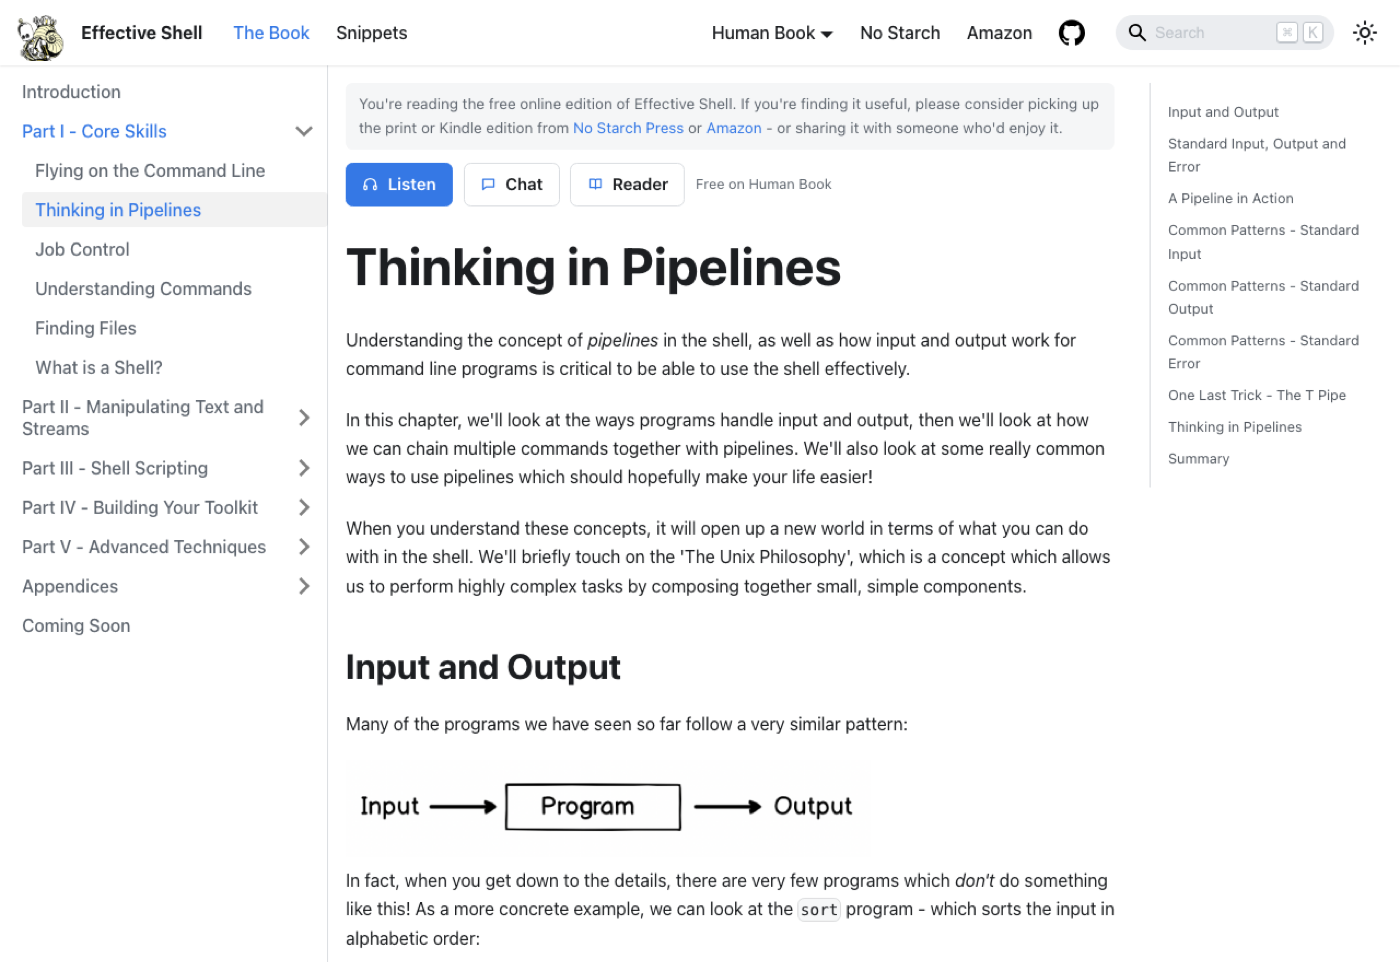 Effective Shell The Book Snippets Human Book No Starch Amazon Search ⌘ K
Introduction
Part I - Core Skills
Flying on the Command Line
Thinking in Pipelines
Job Control
Understanding Commands
Finding Files
What is a Shell?
Part II - Manipulating Text and
Streams
Part III - Shell Scripting
Part IV - Building Your Toolkit
Part V - Advanced Techniques
Appendices
Coming Soon
You're reading the free online edition of Effective Shell. If you're finding it useful, please consider picking up
the print or Kindle edition from No Starch Press or Amazon - or sharing it with someone who'd enjoy it.
Listen Chat Reader Free on Human Book
Thinking in Pipelines
Understanding the concept of pipelines in the shell, as well as how input and output work for
command line programs is critical to be able to use the shell effectively.
In this chapter, we'll look at the ways programs handle input and output, then we'll look at how
we can chain multiple commands together with pipelines. We'll also look at some really common
ways to use pipelines which should hopefully make your life easier!
When you understand these concepts, it will open up a new world in terms of what you can do
with in the shell. We'll briefly touch on the 'The Unix Philosophy', which is a concept which allows
us to perform highly complex tasks by composing together small, simple components.
Input and Output
Many of the programs we have seen so far follow a very similar pattern:
Input Program Output
In fact, when you get down to the details, there are very few programs which don't do something
like this! As a more concrete example, we can look at the sort program - which sorts the input in
alphabetic order:
Input and Output
Standard Input, Output and
Error
A Pipeline in Action
Common Patterns - Standard
Input
Common Patterns - Standard
Output
Common Patterns - Standard
Error
One Last Trick - The T Pipe
Thinking in Pipelines
Summary